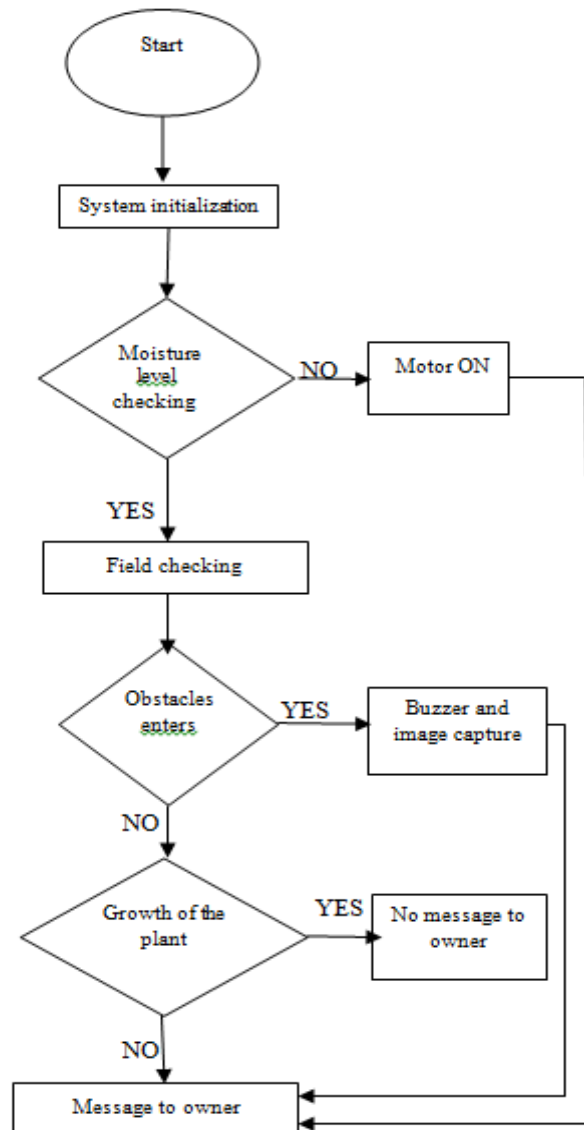 Start
System initialization
Moisture
level
checking
NO
Motor ON
YES
Field checking
Obstacles
enters
YES
Buzzer and
image capture
NO
Growth of the
plant
YES
No message to
owner
NO
Message to owner